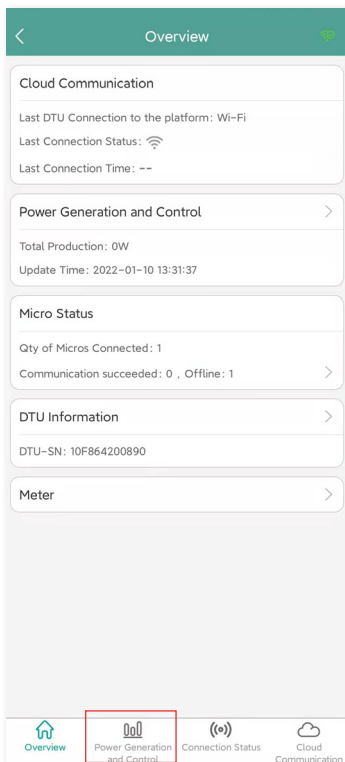 Overview
Cloud Communication
Last DTU Connection to the platform: Wi-Fi
Last Connection Status:
Last Connection Time: --
Power Generation and Control
Total Production: 0W
Update Time: 2022-01-10 13:31:37
Micro Status
Qty of Micros Connected: 1
Communication succeeded: 0 , Offline: 1
DTU Information
DTU-SN: 10F864200890
Meter
Overview
Power Generation
and Control
Connection Status
Cloud
Communication